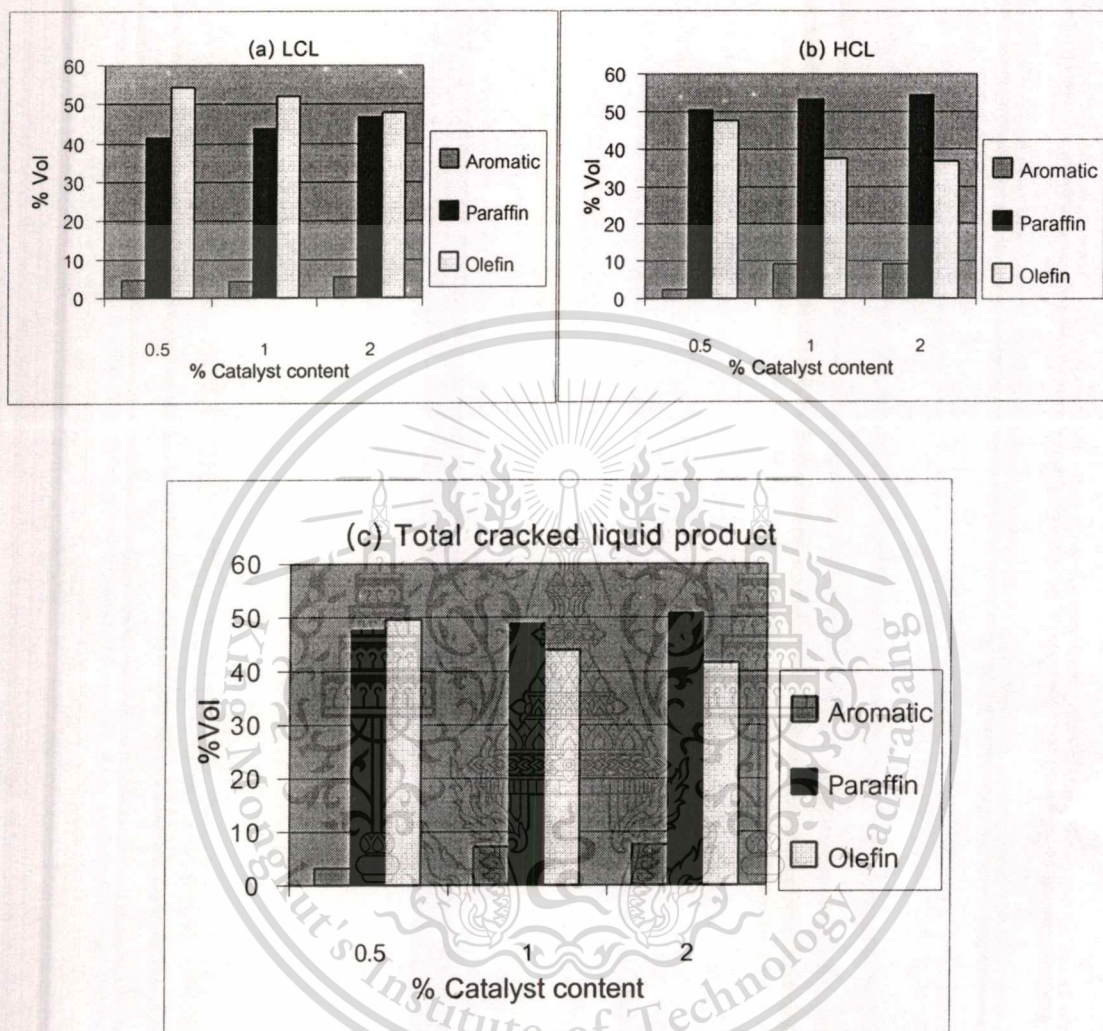 (a) LCL
60
50
40
30
20
10
0
% Vol
0.5 1 2
% Catalyst content
Aromatic
Paraffin
Olefin
(b) HCL
60
50
40
30
20
10
0
% Vol
0.5 1 2
% Catalyst content
Aromatic
Paraffin
Olefin
(c) Total cracked liquid product
60
50
40
30
20
10
0
%Vol
0.5 1 2
% Catalyst content
Aromatic
Paraffin
Olefin
King Mongkut's Institute of Technology Ladkrabang